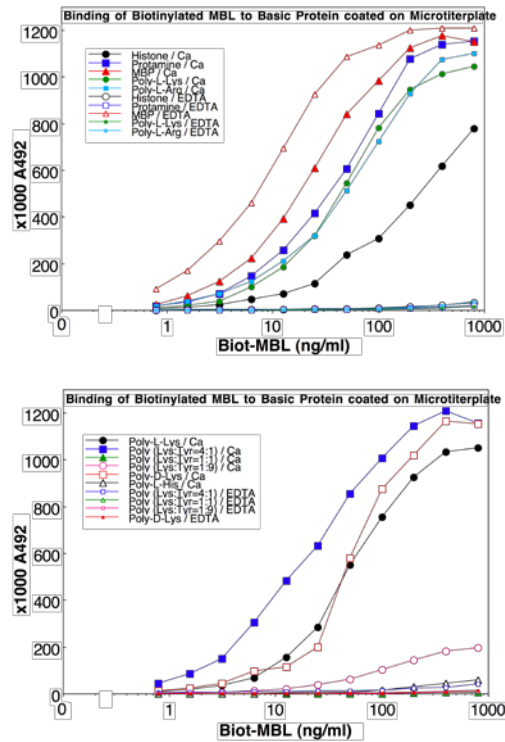 Binding of Biotinylated MBL to Basic Protein coated on Microtiterplate
1200
1000
800
600
400
200
0
x1000 A492
Histone / Ca
Protamine / Ca
MBP / Ca
Poly-L-Lys / Ca
Poly-L-Arg / Ca
Histone / EDTA
Protamine / EDTA
MBP / EDTA
Poly-L-Lys / EDTA
Poly-L-Arg / EDTA
0
1
10
100
1000
Biot-MBL (ng/ml)
Binding of Biotinylated MBL to Basic Protein coated on Microtiterplate
1200
1000
800
600
400
200
0
x1000 A492
Poly-L-Lys / Ca
Poly (Lys:Tyr=4:1) / Ca
Poly (Lys:Tyr=1:1) / Ca
Poly (Lys:Tyr=1:9) / Ca
Poly-D-Lys / Ca
Poly-L-His / Ca
Poly (Lys:Tyr=4:1) / EDTA
Poly (Lys:Tyr=1:1) / EDTA
Poly (Lys:Tyr=1:9) / EDTA
Poly-D-Lys / EDTA
0
1
10
100
1000
Biot-MBL (ng/ml)